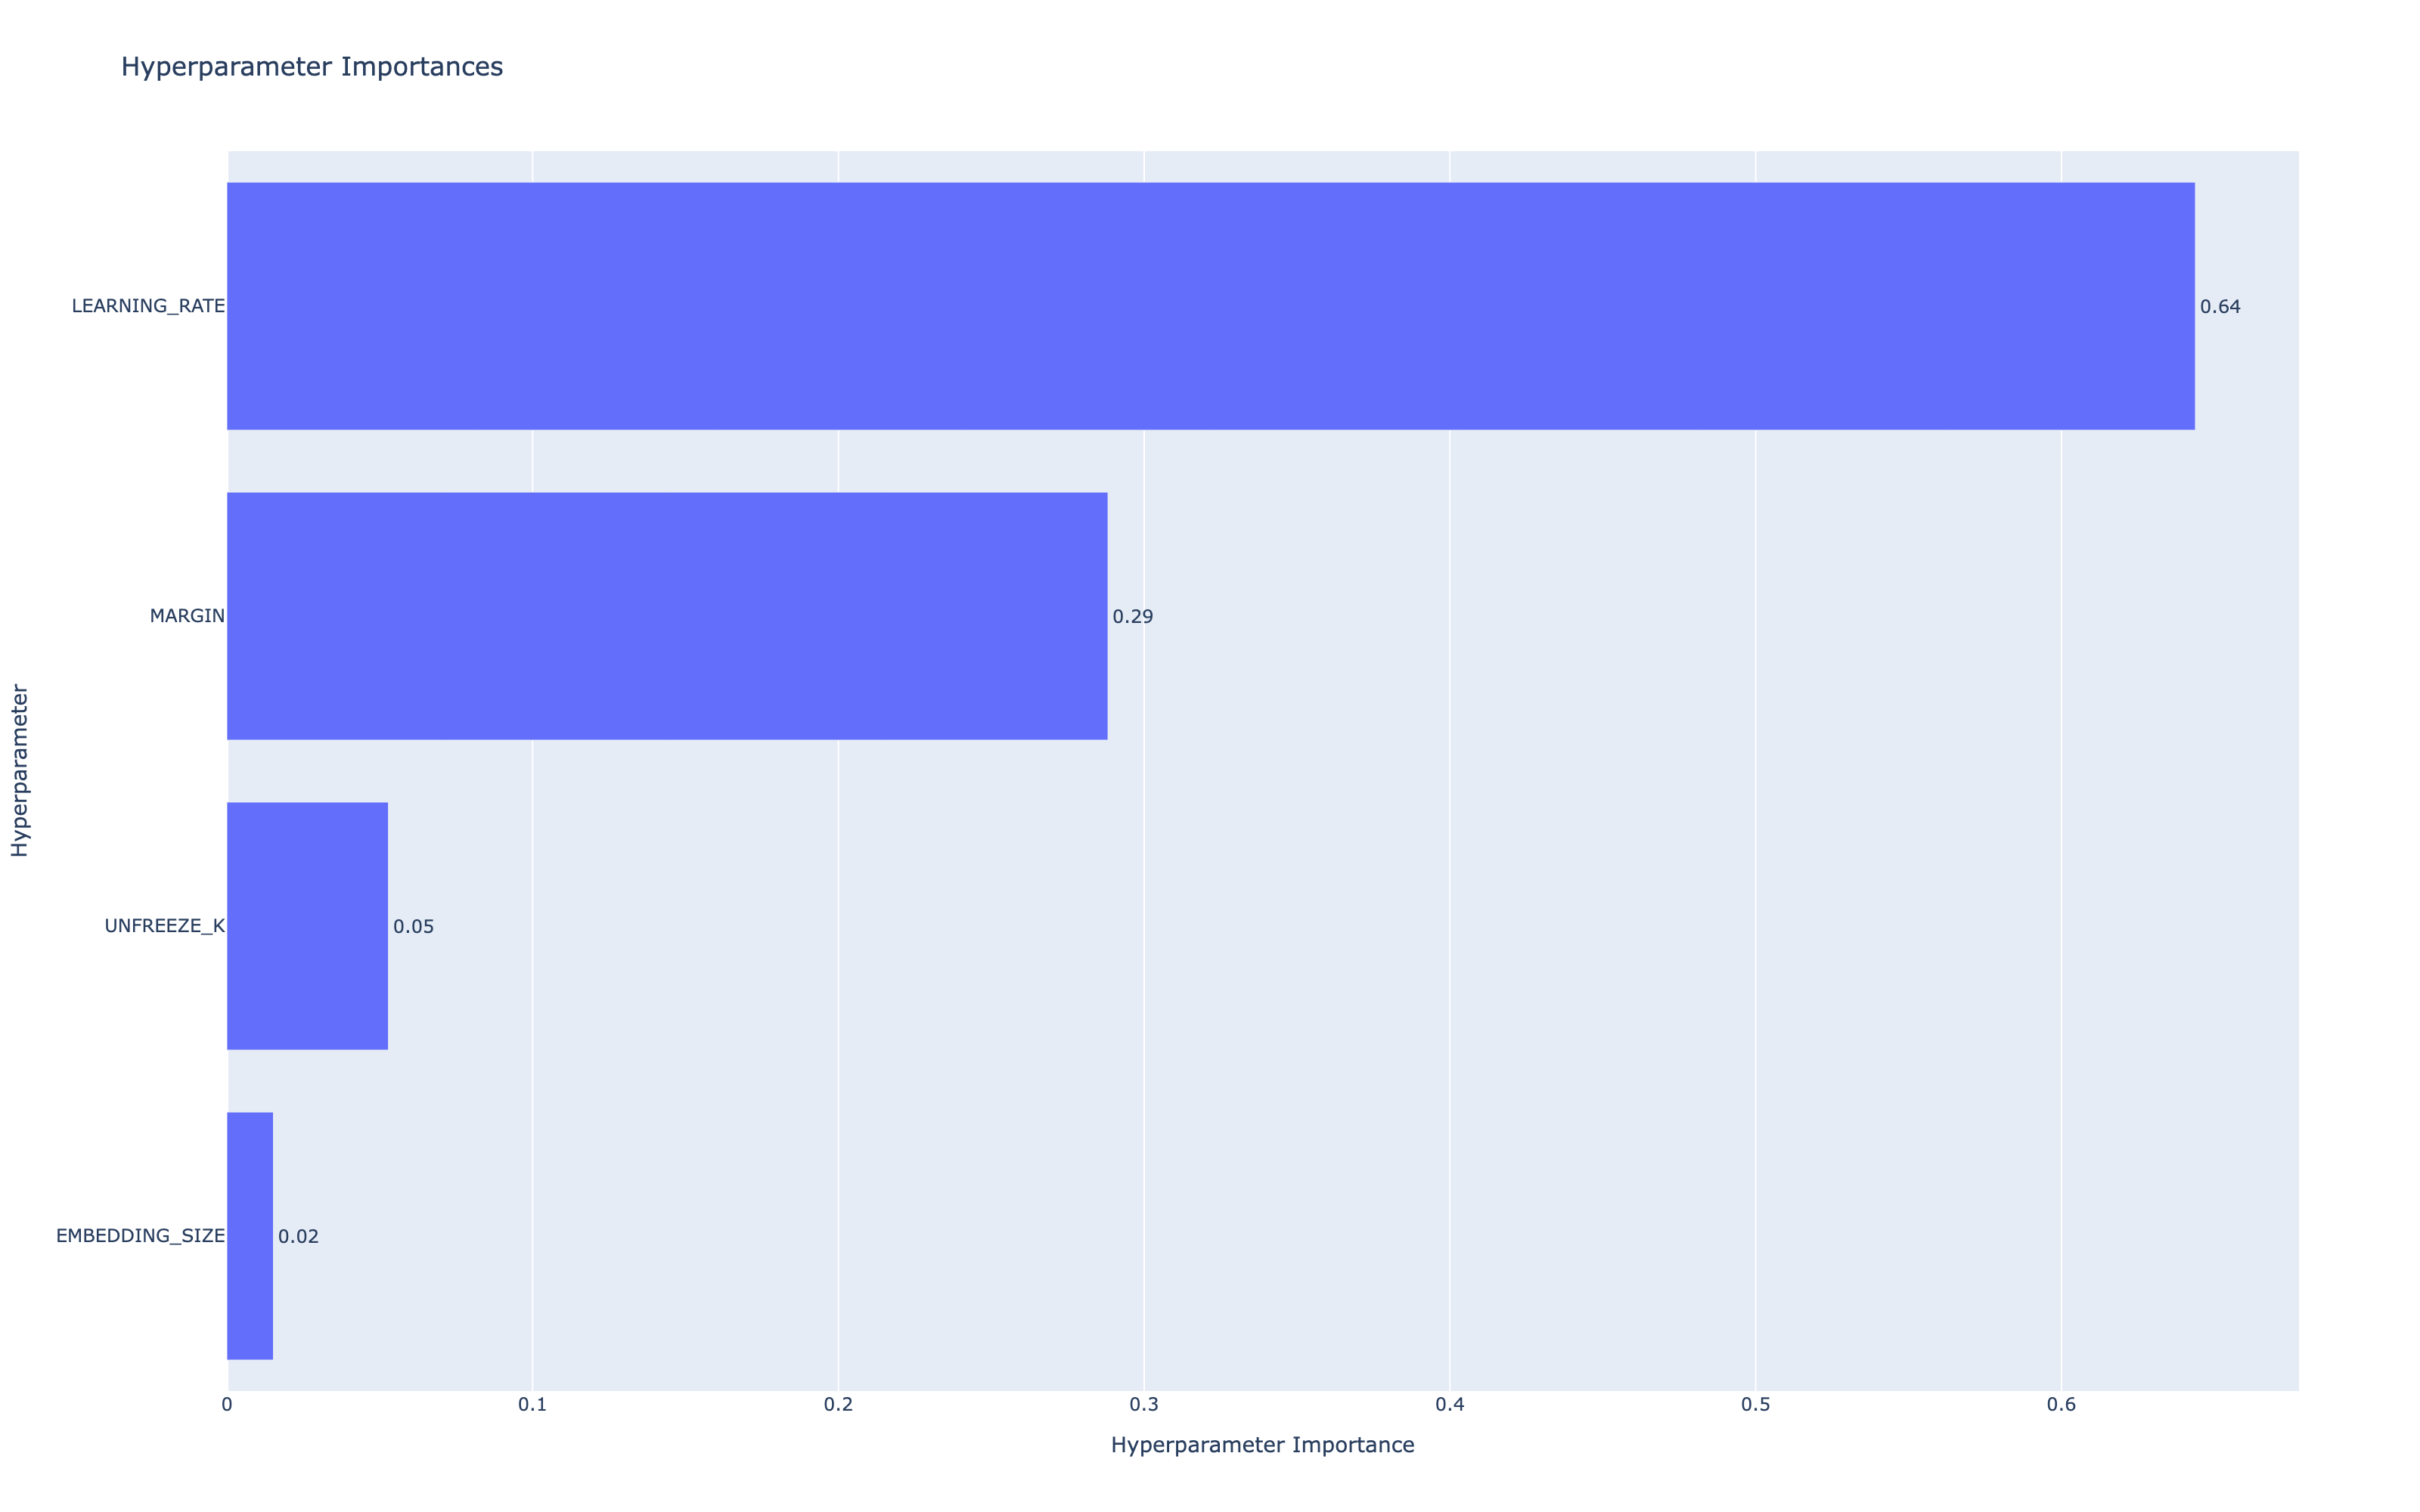 Hyperparameter Importances
LEARNING_RATE
0.64
MARGIN
0.29
Hyperparameter
UNFREEZE_K
0.05
EMBEDDING_SIZE
0.02
0 0.1 0.2 0.3 0.4 0.5 0.6
Hyperparameter Importance